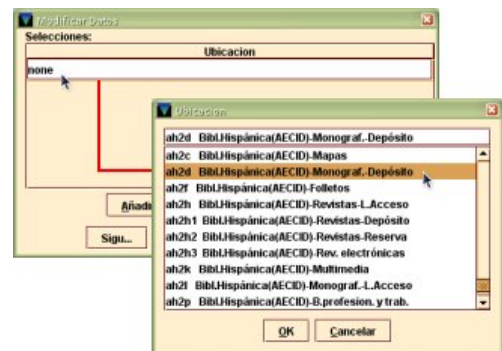 Modificar Datos
Selecciones:
Ubicacion
none
Añadi
Sigu...
Ubicacion
ah2d Bibl.Hispánica(AECID)-Monograf.-Depósito
ah2c Bibl.Hispánica(AECID)-Mapas
ah2d Bibl.Hispánica(AECID)-Monograf.-Depósito
ah2f Bibl.Hispánica(AECID)-Folletos
ah2h Bibl.Hispánica(AECID)-Revistas-L.Acceso
ah2h1 Bibl.Hispánica(AECID)-Revistas-Depósito
ah2h2 Bibl.Hispánica(AECID)-Revistas-Reserva
ah2h3 Bibl.Hispánica(AECID)-Rev. electrónicas
ah2k Bibl.Hispánica(AECID)-Multimedia
ah2l Bibl.Hispánica(AECID)-Monograf.-L.Acceso
ah2p Bibl.Hispánica(AECID)-B.profesion. y trab.
OK Cancelar